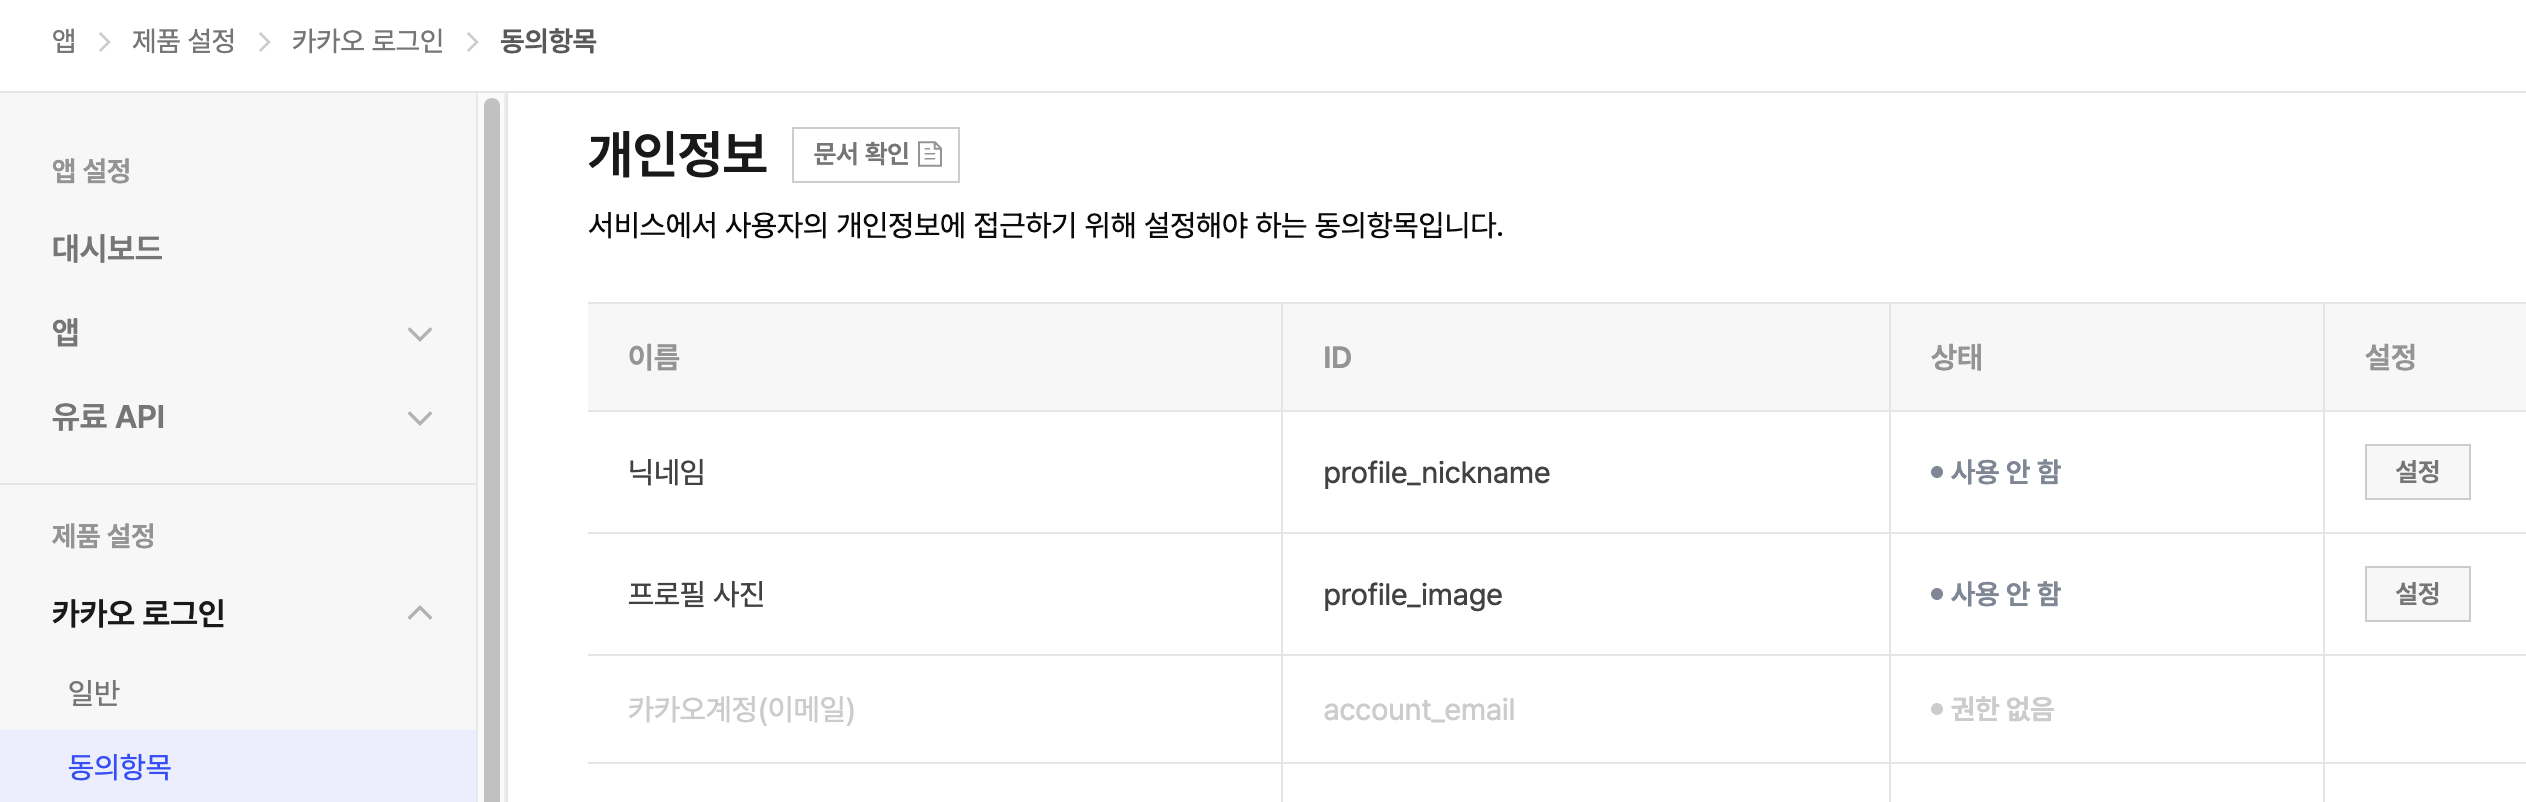 앱 > 제품 설정 > 카카오 로그인 > 동의항목
앱 설정
대시보드
앱
유료 API
제품 설정
카카오 로그인
일반
동의항목
개인정보 문서 확인
서비스에서 사용자의 개인정보에 접근하기 위해 설정해야 하는 동의항목입니다.
이름 ID 상태 설정
닉네임 profile_nickname 사용 안 함 설정
프로필 사진 profile_image 사용 안 함 설정
카카오계정(이메일) account_email 권한 없음